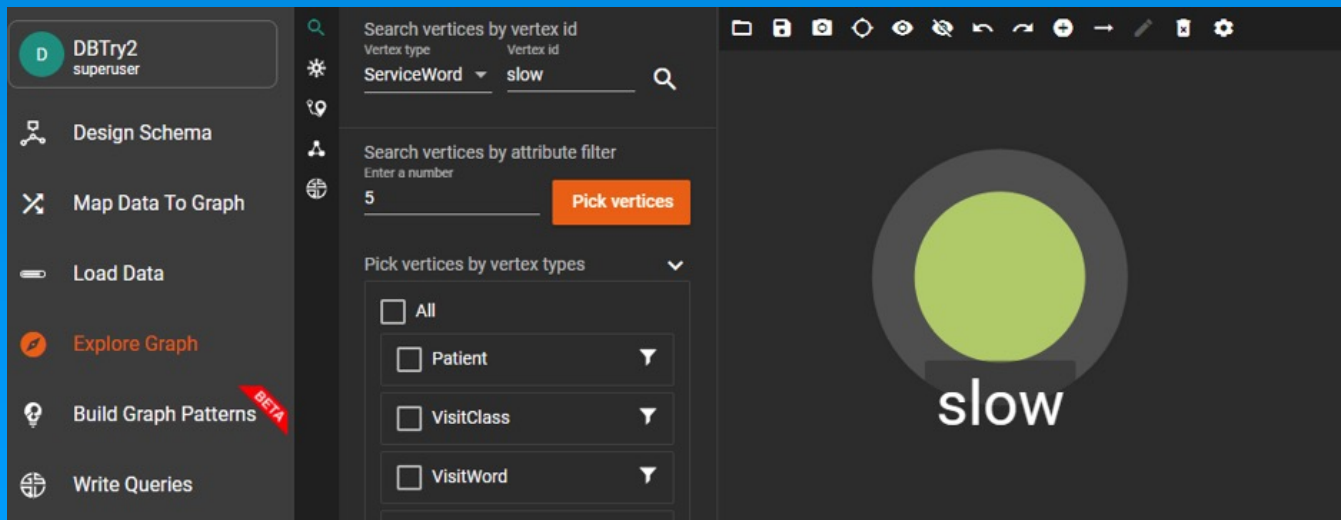 D
DBTry2
superuser
Design Schema
Map Data To Graph
Load Data
Explore Graph
Build Graph Patterns
BETA
Write Queries
Search vertices by vertex id
Vertex type Vertex id
ServiceWord slow
Search vertices by attribute filter
Enter a number
5
Pick vertices
Pick vertices by vertex types
All
Patient
VisitClass
VisitWord
slow